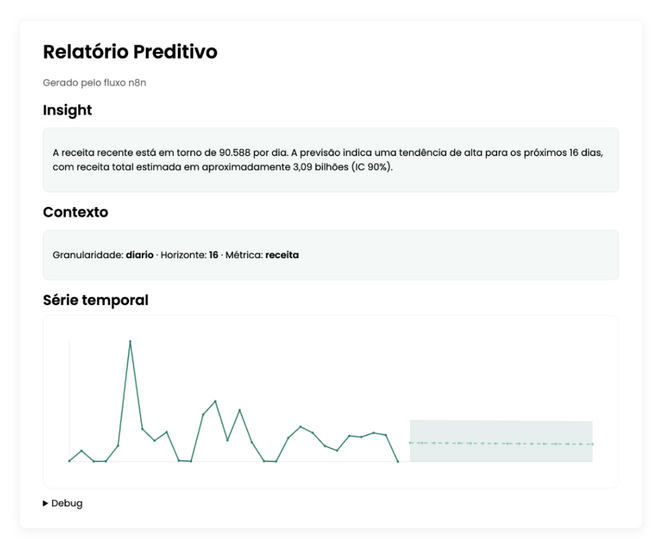 Relatório Preditivo
Gerado pelo fluxo n8n
Insight
A receita recente está em torno de 90.588 por dia. A previsão indica uma tendência de alta para os próximos 16 dias,
com receita total estimada em aproximadamente 3,09 bilhões (IC 90%).
Contexto
Granularidade: diario · Horizonte: 16 · Métrica: receita
Série temporal
Debug